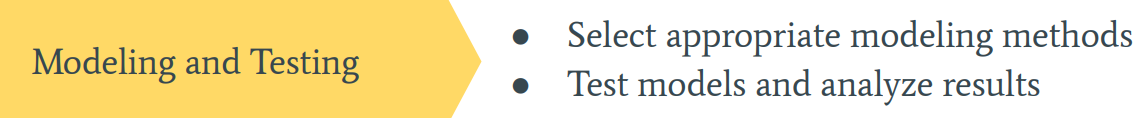 Modeling and Testing
● Select appropriate modeling methods
● Test models and analyze results